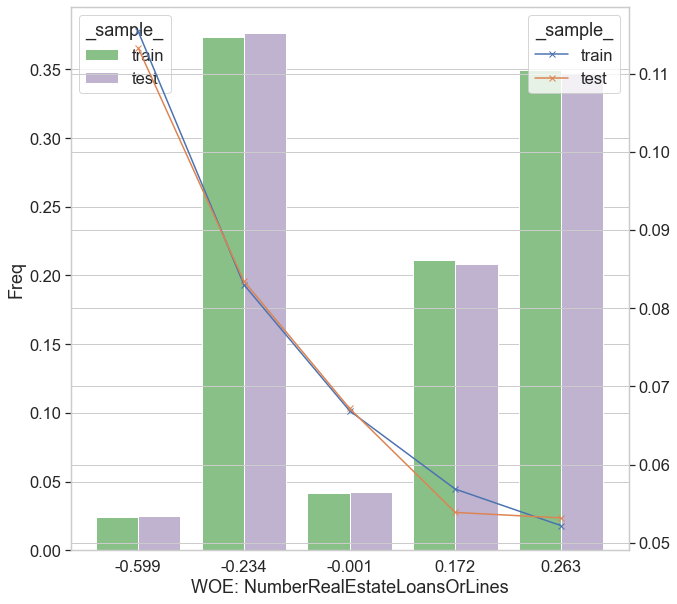 _sample_
train
test
_sample_
train
test
0.35
0.30
0.25
0.20
0.15
0.10
0.05
0.00
Freq
0.11
0.10
0.09
0.08
0.07
0.06
0.05
-0.599 -0.234 -0.001 0.172 0.263
WOE: NumberRealEstateLoansOrLines